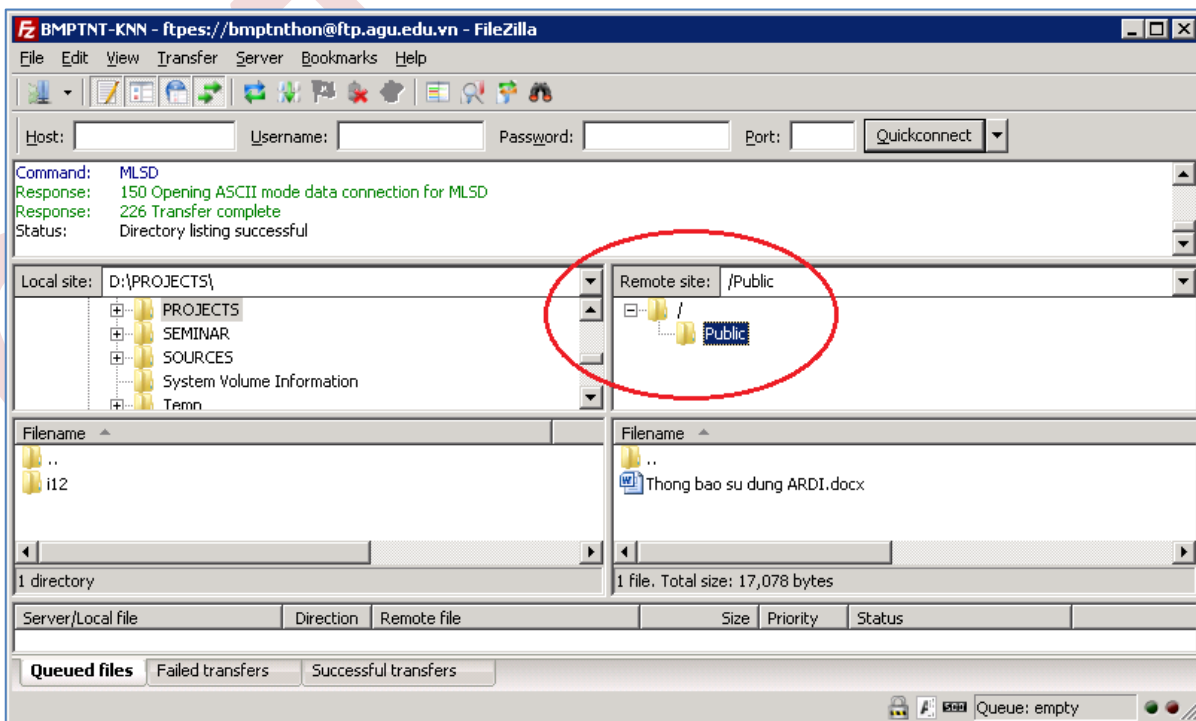 BMPTNT-KNN - ftpes://bmptnthon@ftp.agu.edu.vn - FileZilla
File Edit View Transfer Server Bookmarks Help
Host: Username: Password: Port: Quickconnect
Command: MLSD
Response: 150 Opening ASCII mode data connection for MLSD
Response: 226 Transfer complete
Status: Directory listing successful
Local site: D:\PROJECTS\
PROJECTS
SEMINAR
SOURCES
System Volume Information
Temp
Remote site: /Public
/
Public
Filename
..
i12
1 directory
Filename
..
Thong bao su dung ARDI.docx
1 file. Total size: 17,078 bytes
Server/Local file Direction Remote file Size Priority Status
Queued files Failed transfers Successful transfers
Queue: empty